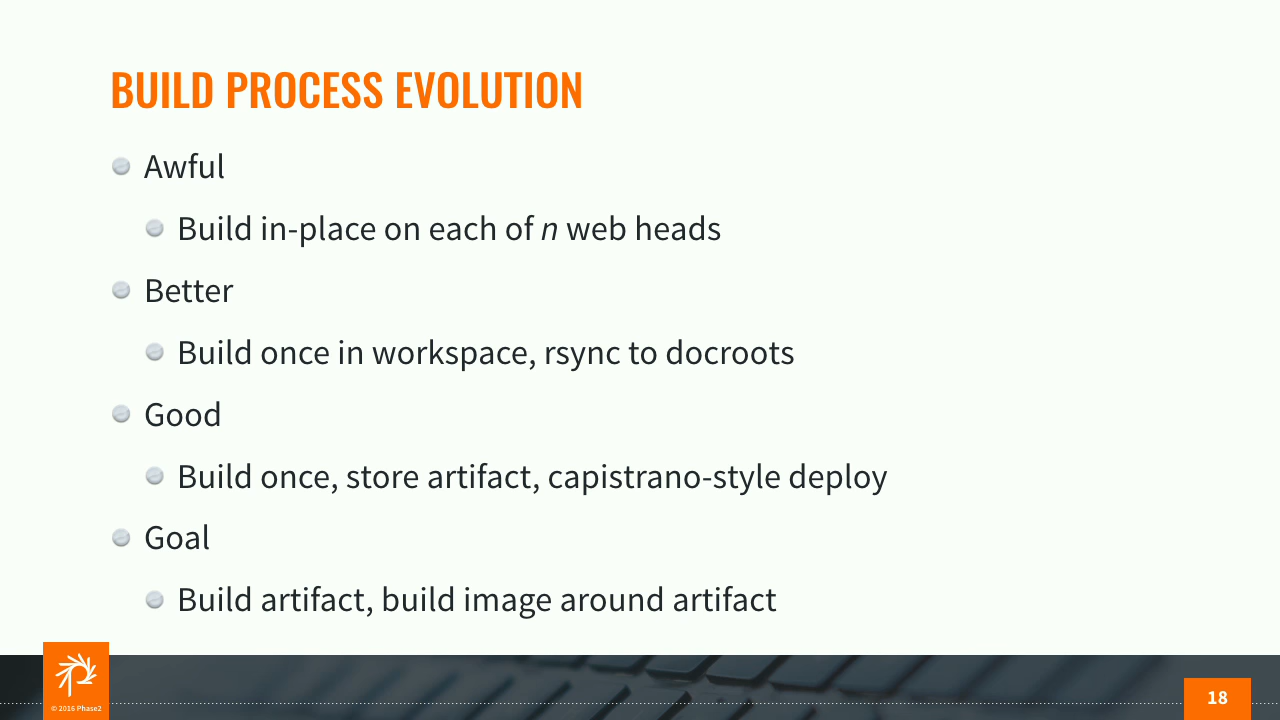 BUILD PROCESS EVOLUTION
Awful
Build in-place on each of n web heads
Better
Build once in workspace, rsync to docroots
Good
Build once, store artifact, capistrano-style deploy
Goal
Build artifact, build image around artifact
© 2016 Phase2
18